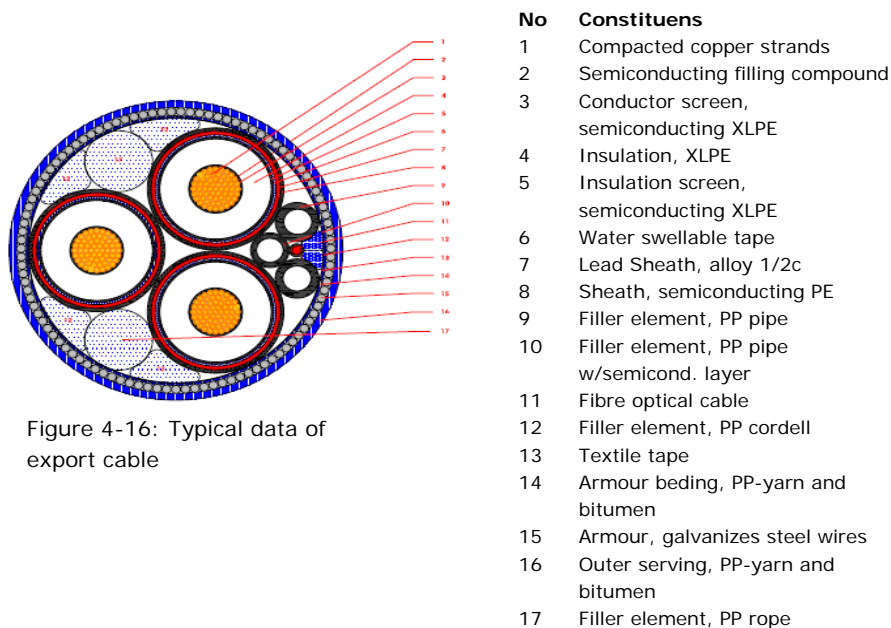 1
2
3
4
5
6
7
8
9
10
11
12
13
14
15
16
17
Figure 4-16: Typical data of
export cable
No Constituens
1 Compacted copper strands
2 Semiconducting filling compound
3 Conductor screen,
semiconducting XLPE
4 Insulation, XLPE
5 Insulation screen,
semiconducting XLPE
6 Water swellable tape
7 Lead Sheath, alloy 1/2c
8 Sheath, semiconducting PE
9 Filler element, PP pipe
10 Filler element, PP pipe
w/semicond. layer
11 Fibre optical cable
12 Filler element, PP cordell
13 Textile tape
14 Armour beding, PP-yarn and
bitumen
15 Armour, galvanizes steel wires
16 Outer serving, PP-yarn and
bitumen
17 Filler element, PP rope